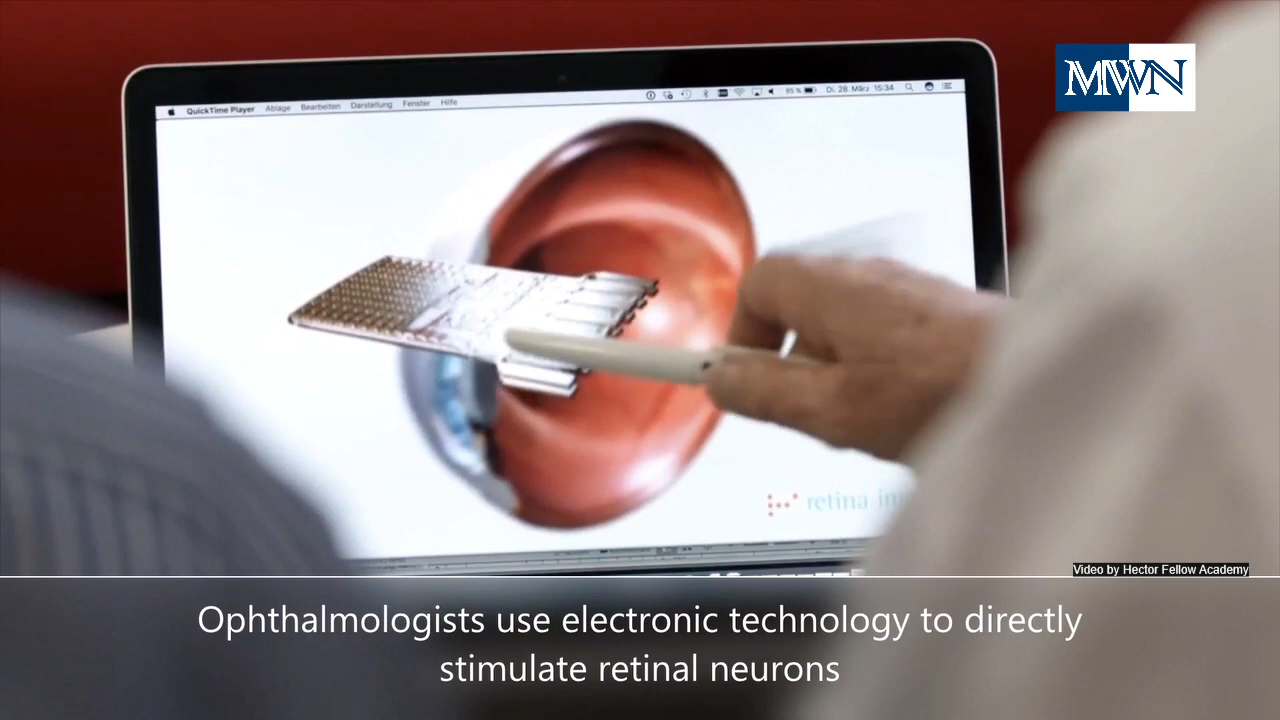 MWN
QuickTime Player Ablage Bearbeiten Darstellung Fenster Hilfe 85 % Di. 28. März 15:34
retina
Video by Hector Fellow Academy
Ophthalmologists use electronic technology to directly
stimulate retinal neurons